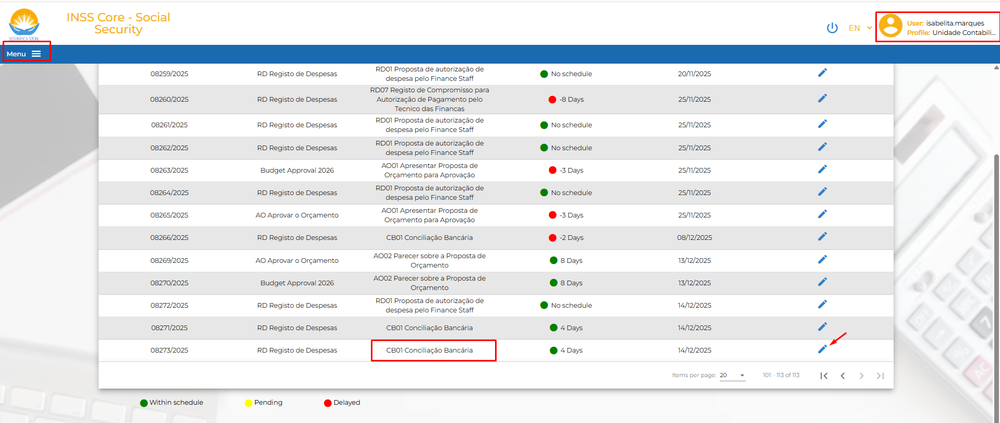 INSS Core - Social
Security
SEGURANCA SOCIAL
EN
User: isabelita.marques
Profile: Unidade Contabili...
Menu
08259/2025 RD Registo de Despesas RD01 Proposta de autorização de despesa pelo Finance Staff No schedule 20/11/2025
08260/2025 RD Registo de Despesas RD07 Registo de Compromisso para Autorização de Pagamento pelo Tecnico das Financas -8 Days 25/11/2025
08261/2025 RD Registo de Despesas RD01 Proposta de autorização de despesa pelo Finance Staff No schedule 25/11/2025
08262/2025 RD Registo de Despesas RD01 Proposta de autorização de despesa pelo Finance Staff No schedule 25/11/2025
08263/2025 Budget Approval 2026 AO01 Apresentar Proposta de Orçamento para Aprovação -3 Days 25/11/2025
08264/2025 RD Registo de Despesas RD01 Proposta de autorização de despesa pelo Finance Staff No schedule 25/11/2025
08265/2025 AO Aprovar o Orçamento AO01 Apresentar Proposta de Orçamento para Aprovação -3 Days 25/11/2025
08266/2025 RD Registo de Despesas CB01 Conciliação Bancária -2 Days 08/12/2025
08269/2025 AO Aprovar o Orçamento AO02 Parecer sobre a Proposta de Orçamento 8 Days 13/12/2025
08270/2025 Budget Approval 2026 AO02 Parecer sobre a Proposta de Orçamento 8 Days 13/12/2025
08272/2025 RD Registo de Despesas RD01 Proposta de autorização de despesa pelo Finance Staff No schedule 14/12/2025
08271/2025 RD Registo de Despesas CB01 Conciliação Bancária 4 Days 14/12/2025
08273/2025 RD Registo de Despesas CB01 Conciliação Bancária 4 Days 14/12/2025
Items per page: 20 101 - 113 of 113
Within schedule Pending Delayed